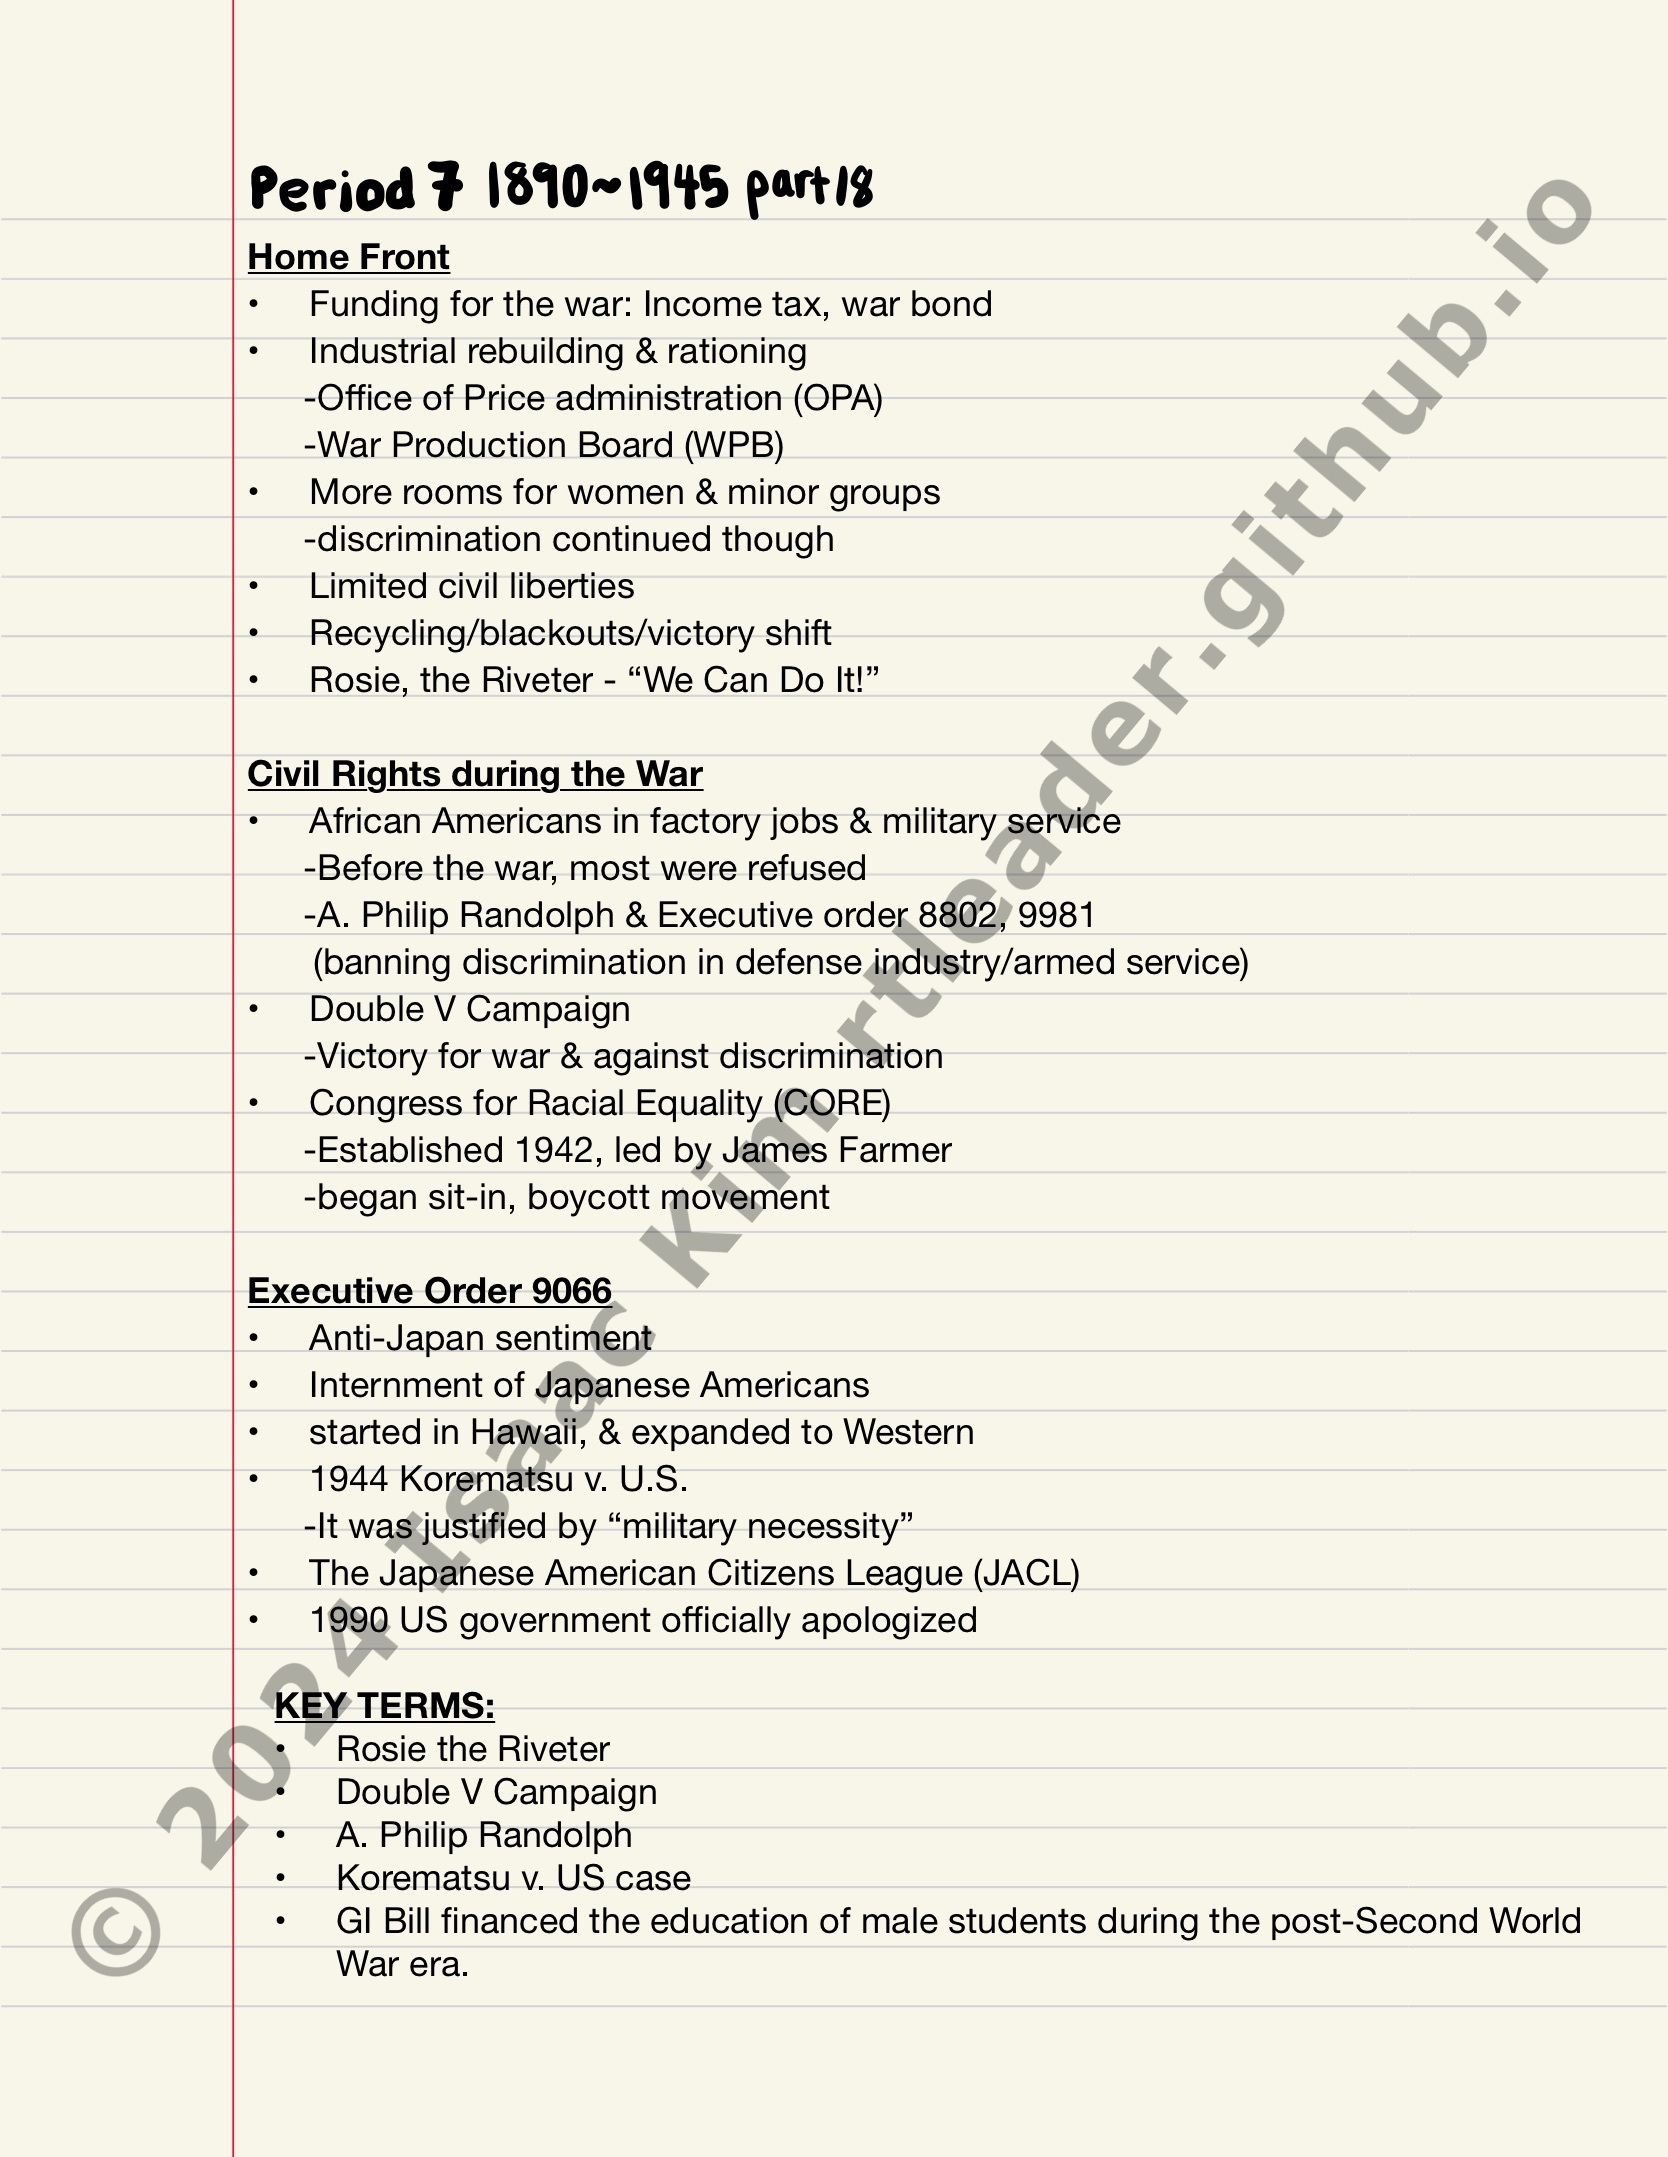 Period 7 1890~1945 part 18
Home Front
• Funding for the war: Income tax, war bond
• Industrial rebuilding & rationing
-Office of Price administration (OPA)
-War Production Board (WPB)
• More rooms for women & minor groups
-discrimination continued though
• Limited civil liberties
• Recycling/blackouts/victory shift
• Rosie, the Riveter - “We Can Do It!”
Civil Rights during the War
• African Americans in factory jobs & military service
-Before the war, most were refused
-A. Philip Randolph & Executive order 8802, 9981
(banning discrimination in defense industry/armed service)
• Double V Campaign
-Victory for war & against discrimination
• Congress for Racial Equality (CORE)
-Established 1942, led by James Farmer
-began sit-in, boycott movement
Executive Order 9066
• Anti-Japan sentiment
• Internment of Japanese Americans
• started in Hawaii, & expanded to Western
• 1944 Korematsu v. U.S.
-It was justified by “military necessity”
• The Japanese American Citizens League (JACL)
• 1990 US government officially apologized
KEY TERMS:
• Rosie the Riveter
• Double V Campaign
• A. Philip Randolph
• Korematsu v. US case
• GI Bill financed the education of male students during the post-Second World
War era.
© 2024 Isaac Kim rtleader.github.io